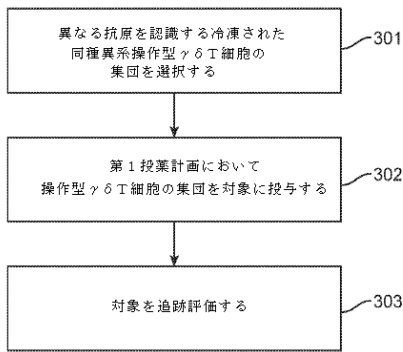 異なる抗原を認識する冷凍された
同種異系操作型γδT細胞の
集団を選択する
301
第1投薬計画において
操作型γδT細胞の集団を対象に投与する
302
対象を追跡評価する
303